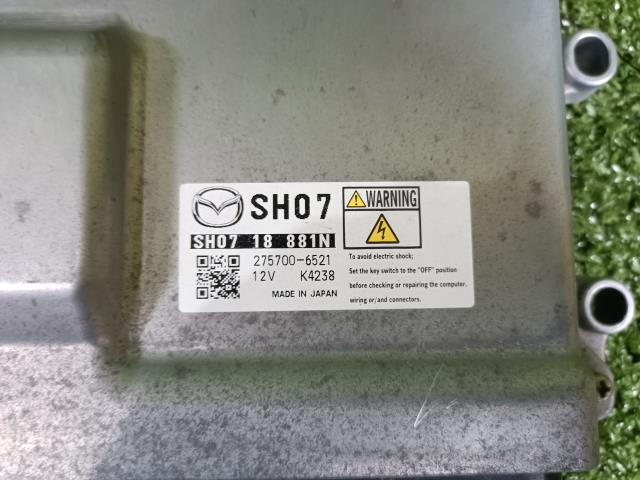 SH07
SH07 18 881N
275700-6521
12V K4238
MADE IN JAPAN
WARNING
To avoid electric shock;
Set the key switch to the "OFF" position
before checking or repairing the computer,
wiring or/and connectors.